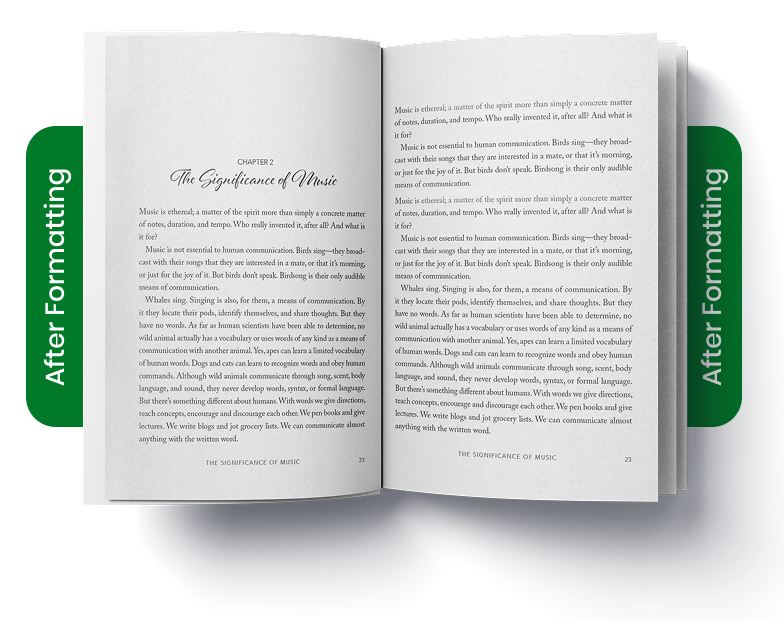 After Formatting
CHAPTER 2
The Significance of Music
Music is ethereal; a matter of the spirit more than simply a concrete matter
of notes, duration, and tempo. Who really invented it, after all? And what is
it for?
Music is not essential to human communication. Birds sing—they broad-
cast with their songs that they are interested in a mate, or that it's morning,
or just for the joy of it. But birds don't speak. Birdsong is their only audible
means of communication.
Whales sing. Singing is also, for them, a means of communication. By
it they locate their pods, identify themselves, and share thoughts. But they
have no words. As far as human scientists have been able to determine, no
wild animal actually has a vocabulary or uses words of any kind as a means of
communication with another animal. Yes, apes can learn a limited vocabulary
of human words. Dogs and cats can learn to recognize words and obey human
commands. Although wild animals communicate through song, scent, body
language, and sound, they never develop words, syntax, or formal language.
But there's something different about humans. With words we give directions,
teach concepts, encourage and discourage each other. We pen books and give
lectures. We write blogs and jot grocery lists. We can communicate almost
anything with the written word.
THE SIGNIFICANCE OF MUSIC 23
Music is ethereal; a matter of the spirit more than simply a concrete matter
of notes, duration, and tempo. Who really invented it, after all? And what is
it for?
Music is not essential to human communication. Birds sing—they broad-
cast with their songs that they are interested in a mate, or that it's morning,
or just for the joy of it. But birds don't speak. Birdsong is their only audible
means of communication.
Music is ethereal; a matter of the spirit more than simply a concrete matter
of notes, duration, and tempo. Who really invented it, after all? And what is
it for?
Music is not essential to human communication. Birds sing—they broad-
cast with their songs that they are interested in a mate, or that it's morning,
or just for the joy of it. But birds don't speak. Birdsong is their only audible
means of communication.
Whales sing. Singing is also, for them, a means of communication. By
it they locate their pods, identify themselves, and share thoughts. But they
have no words. As far as human scientists have been able to determine, no
wild animal actually has a vocabulary or uses words of any kind as a means of
communication with another animal. Yes, apes can learn a limited vocabulary
of human words. Dogs and cats can learn to recognize words and obey human
commands. Although wild animals communicate through song, scent, body
language, and sound, they never develop words, syntax, or formal language.
But there's something different about humans. With words we give directions,
teach concepts, encourage and discourage each other. We pen books and give
lectures. We write blogs and jot grocery lists. We can communicate almost
anything with the written word.
THE SIGNIFICANCE OF MUSIC 23
After Formatting